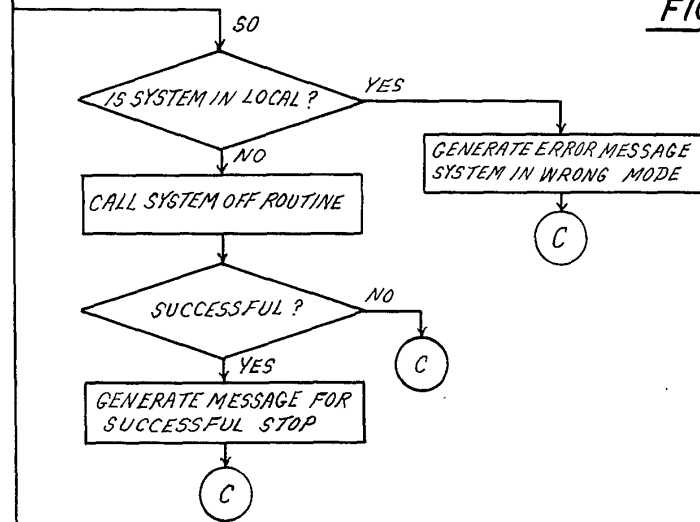 FIG
SO
IS SYSTEM IN LOCAL?
YES
NO
GENERATE ERROR MESSAGE
SYSTEM IN WRONG MODE
C
CALL SYSTEM OFF ROUTINE
SUCCESSFUL?
NO
C
YES
GENERATE MESSAGE FOR
SUCCESSFUL STOP
C